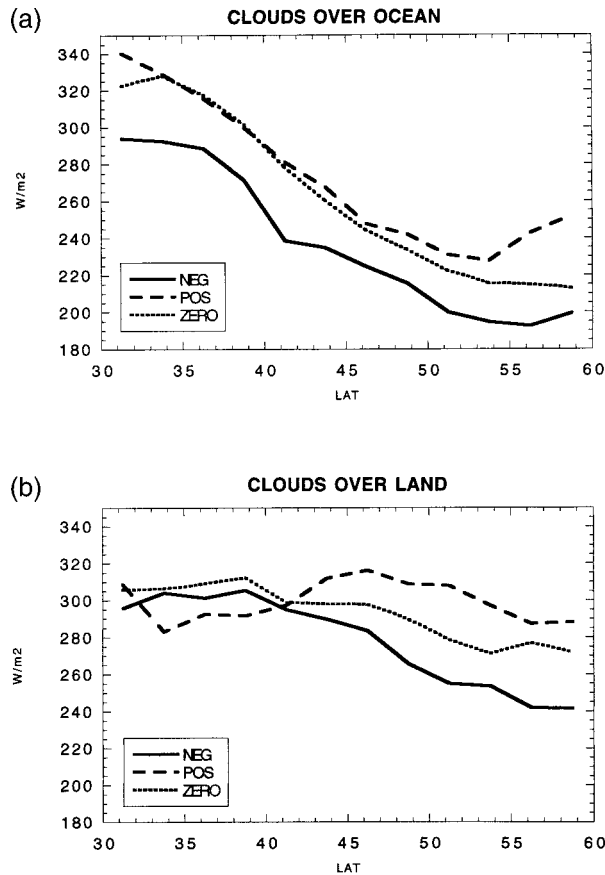 (a)
CLOUDS OVER OCEAN
340
320
300
280
260
240
220
200
180
W/m2
NEG
POS
ZERO
30 35 40 45 50 55 60
LAT
(b)
CLOUDS OVER LAND
340
320
300
280
260
240
220
200
180
W/m2
NEG
POS
ZERO
30 35 40 45 50 55 60
LAT